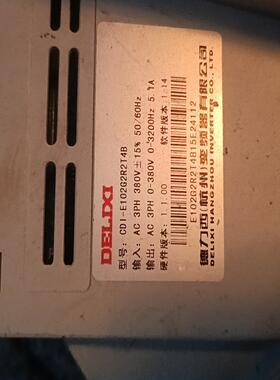 DELIXI
型号: CDI-E102G2R2T4B
输入: AC 3PH 380V±15% 50/60Hz
输出: AC 3PH 0-380V 0-3200Hz 5.1A
硬件版本: 1.00 软件版本: 1.14
E102G2R2T4B15E24112
德力西(杭州)变频器有限公司
DELIXI HANGZHOU INVERTER CO.,LTD